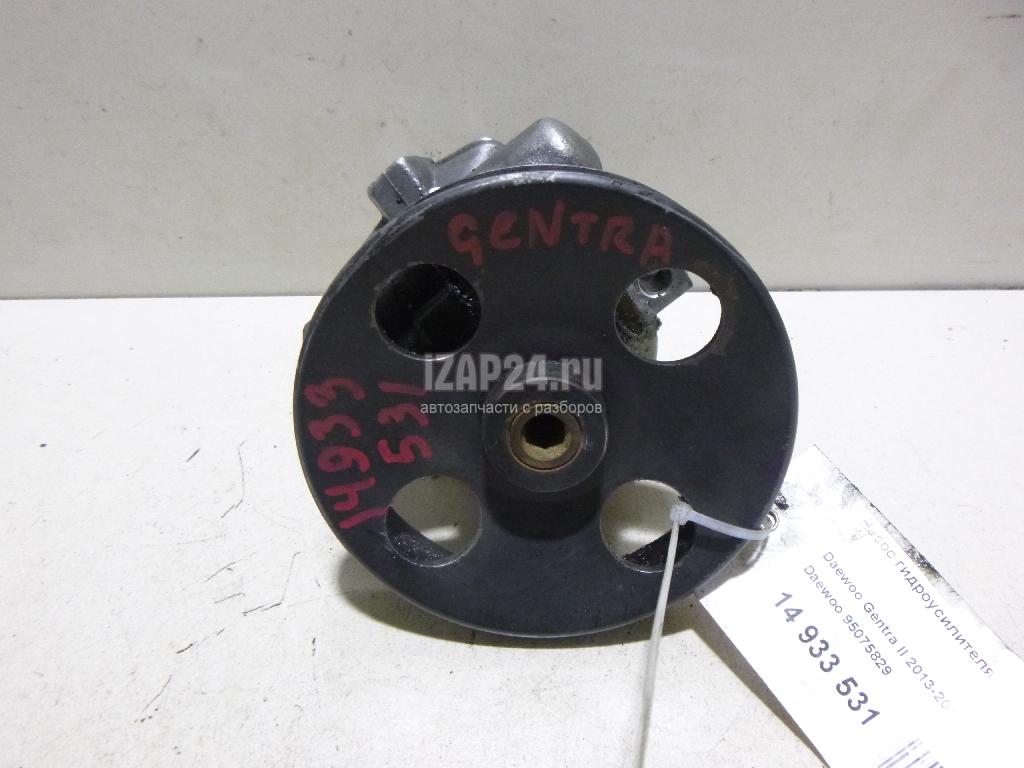 GENTRA
14933
531
IZAP24.ru
автозапчасти с разборов
Насос гидроусилителя
Daewoo Gentra II 2013-20
Daewoo 95075829
14 933 531